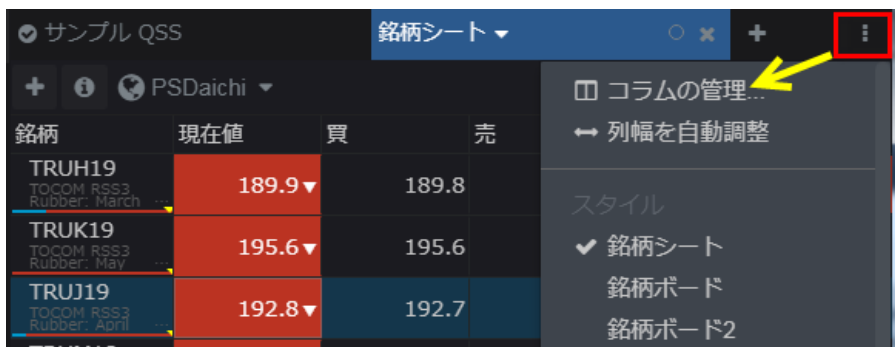 サンプル QSS
銘柄シート
PSDaichi
コラムの管理...
列幅を自動調整
銘柄 現在値 買 売
TRUH19
TOCOM RSS3
Rubber: March ...
189.9 189.8
スタイル
TRUK19
TOCOM RSS3
Rubber: May ...
195.6 195.6
銘柄シート
TRUJ19
TOCOM RSS3
Rubber: April ...
192.8 192.7
銘柄ボード
銘柄ボード2